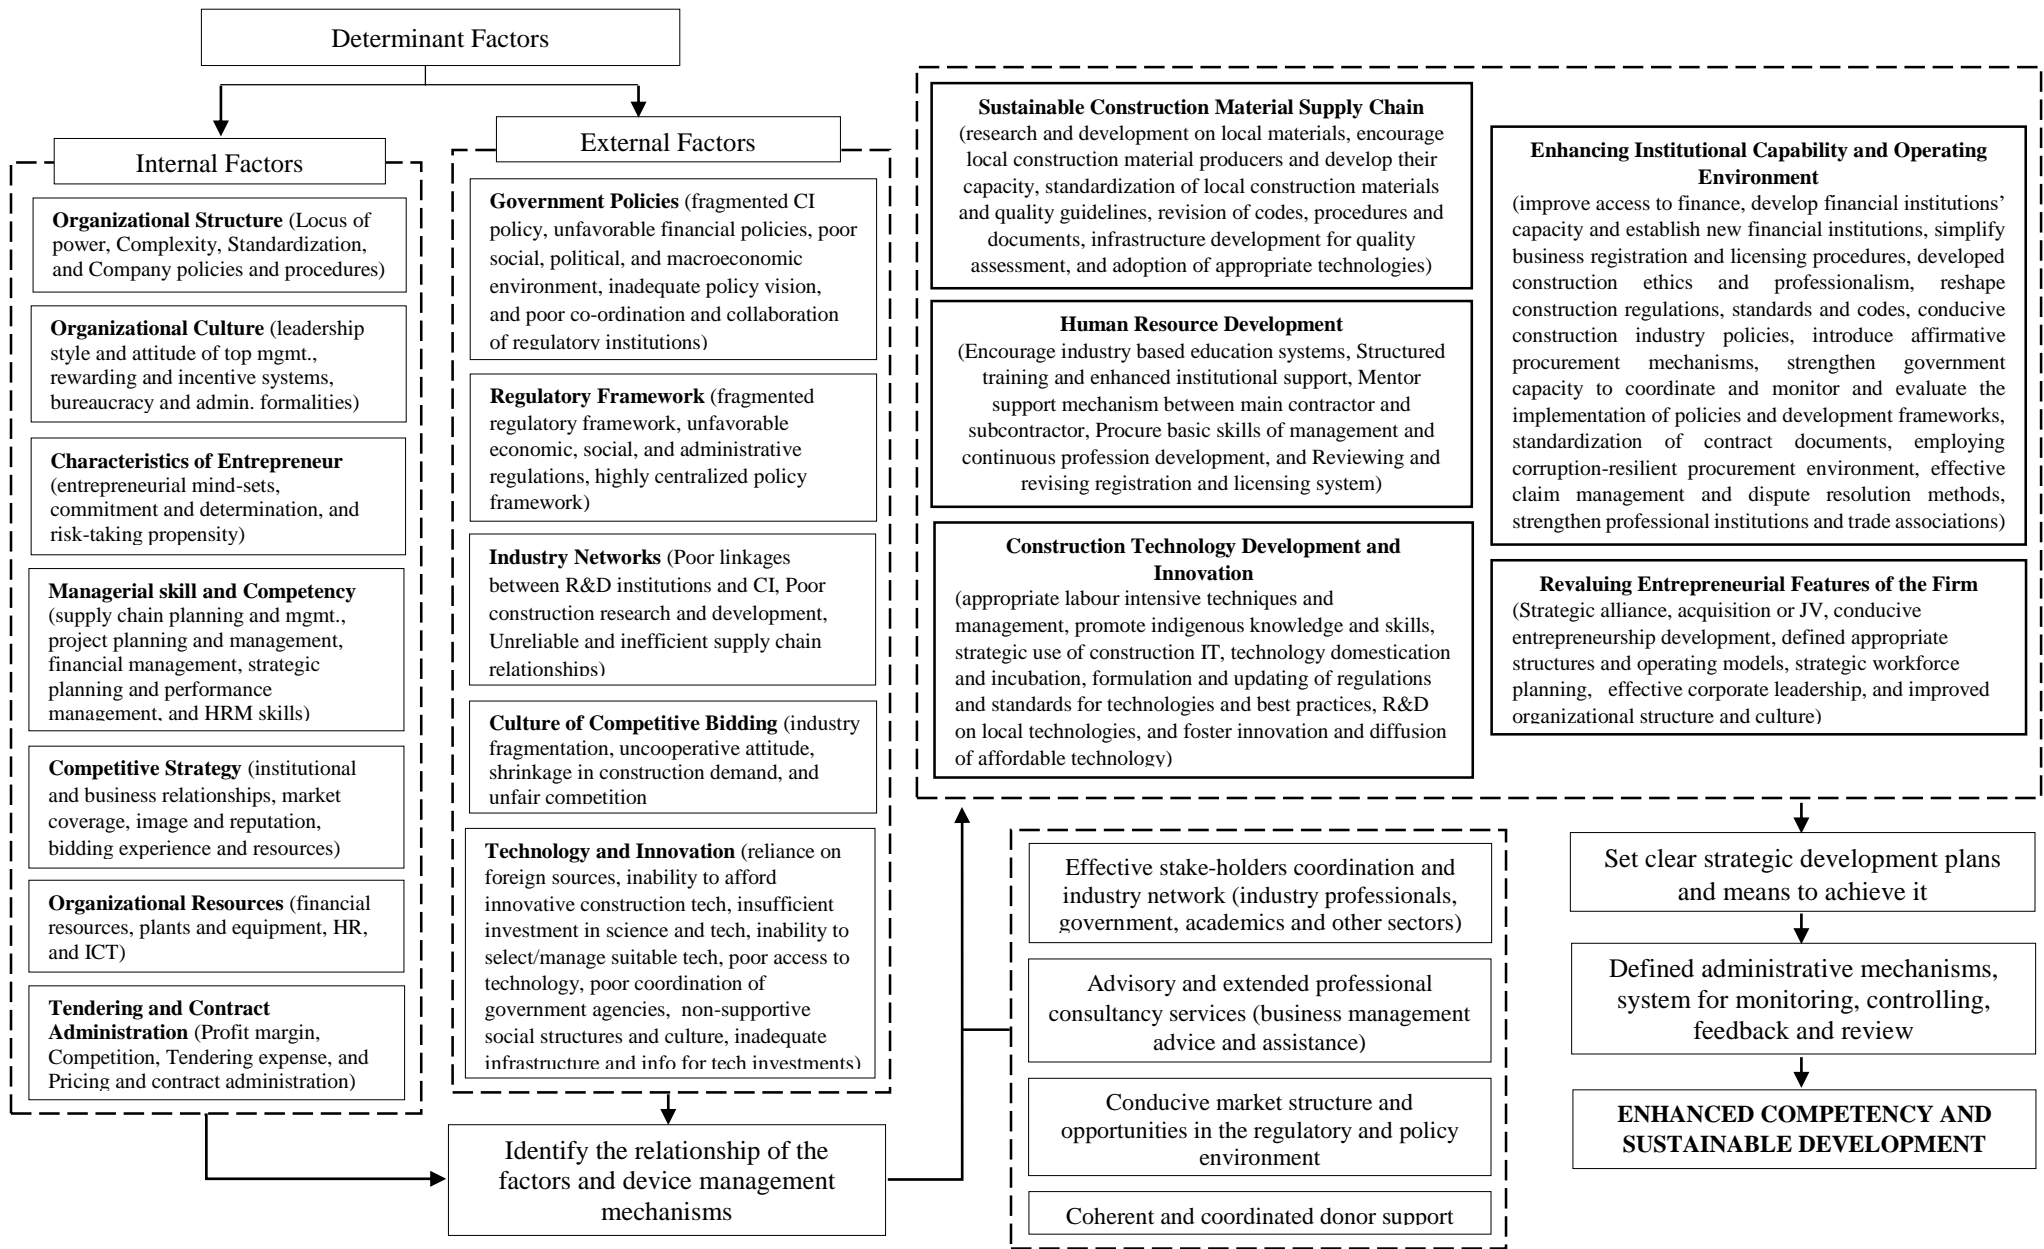 Determinant Factors
Internal Factors
Organizational Structure (Locus of
power, Complexity, Standardization,
and Company policies and procedures)
Organizational Culture (leadership
style and attitude of top mgmt.,
rewarding and incentive systems,
bureaucracy and admin. formalities)
Characteristics of Entrepreneur
(entrepreneurial mind-sets,
commitment and determination, and
risk-taking propensity)
Managerial skill and Competency
(supply chain planning and mgmt.,
project planning and management,
financial management, strategic
planning and performance
management, and HRM skills)
Competitive Strategy (institutional
and business relationships, market
coverage, image and reputation,
bidding experience and resources)
Organizational Resources (financial
resources, plants and equipment, HR,
and ICT)
Tendering and Contract
Administration (Profit margin,
Competition, Tendering expense, and
Pricing and contract administration)
External Factors
Government Policies (fragmented CI
policy, unfavorable financial policies, poor
social, political, and macroeconomic
environment, inadequate policy vision,
and poor co-ordination and collaboration
of regulatory institutions)
Regulatory Framework (fragmented
regulatory framework, unfavorable
economic, social, and administrative
regulations, highly centralized policy
framework)
Industry Networks (Poor linkages
between R&D institutions and CI, Poor
construction research and development,
Unreliable and inefficient supply chain
relationships)
Culture of Competitive Bidding (industry
fragmentation, uncooperative attitude,
shrinkage in construction demand, and
unfair competition
Technology and Innovation (reliance on
foreign sources, inability to afford
innovative construction tech, insufficient
investment in science and tech, inability to
select/manage suitable tech, poor access to
technology, poor coordination of
government agencies, non-supportive
social structures and culture, inadequate
infrastructure and info for tech investments)
Identify the relationship of the
factors and device management
mechanisms
Sustainable Construction Material Supply Chain
(research and development on local materials, encourage
local construction material producers and develop their
capacity, standardization of local construction materials
and quality guidelines, revision of codes, procedures and
documents, infrastructure development for quality
assessment, and adoption of appropriate technologies)
Human Resource Development
(Encourage industry based education systems, Structured
training and enhanced institutional support, Mentor
support mechanism between main contractor and
subcontractor, Procure basic skills of management and
continuous profession development, and Reviewing and
revising registration and licensing system)
Construction Technology Development and
Innovation
(appropriate labour intensive techniques and
management, promote indigenous knowledge and skills,
strategic use of construction IT, technology domestication
and incubation, formulation and updating of regulations
and standards for technologies and best practices, R&D
on local technologies, and foster innovation and diffusion
of affordable technology)
Enhancing Institutional Capability and Operating
Environment
(improve access to finance, develop financial institutions’
capacity and establish new financial institutions, simplify
business registration and licensing procedures, developed
construction ethics and professionalism, reshape
construction regulations, standards and codes, conducive
construction industry policies, introduce affirmative
procurement mechanisms, strengthen government
capacity to coordinate and monitor and evaluate the
implementation of policies and development frameworks,
standardization of contract documents, employing
corruption-resilient procurement environment, effective
claim management and dispute resolution methods,
strengthen professional institutions and trade associations)
Revaluing Entrepreneurial Features of the Firm
(Strategic alliance, acquisition or JV, conducive
entrepreneurship development, defined appropriate
structures and operating models, strategic workforce
planning, effective corporate leadership, and improved
organizational structure and culture)
Effective stake-holders coordination and
industry network (industry professionals,
government, academics and other sectors)
Advisory and extended professional
consultancy services (business management
advice and assistance)
Conducive market structure and
opportunities in the regulatory and policy
environment
Coherent and coordinated donor support
Set clear strategic development plans
and means to achieve it
Defined administrative mechanisms,
system for monitoring, controlling,
feedback and review
ENHANCED COMPETENCY AND
SUSTAINABLE DEVELOPMENT